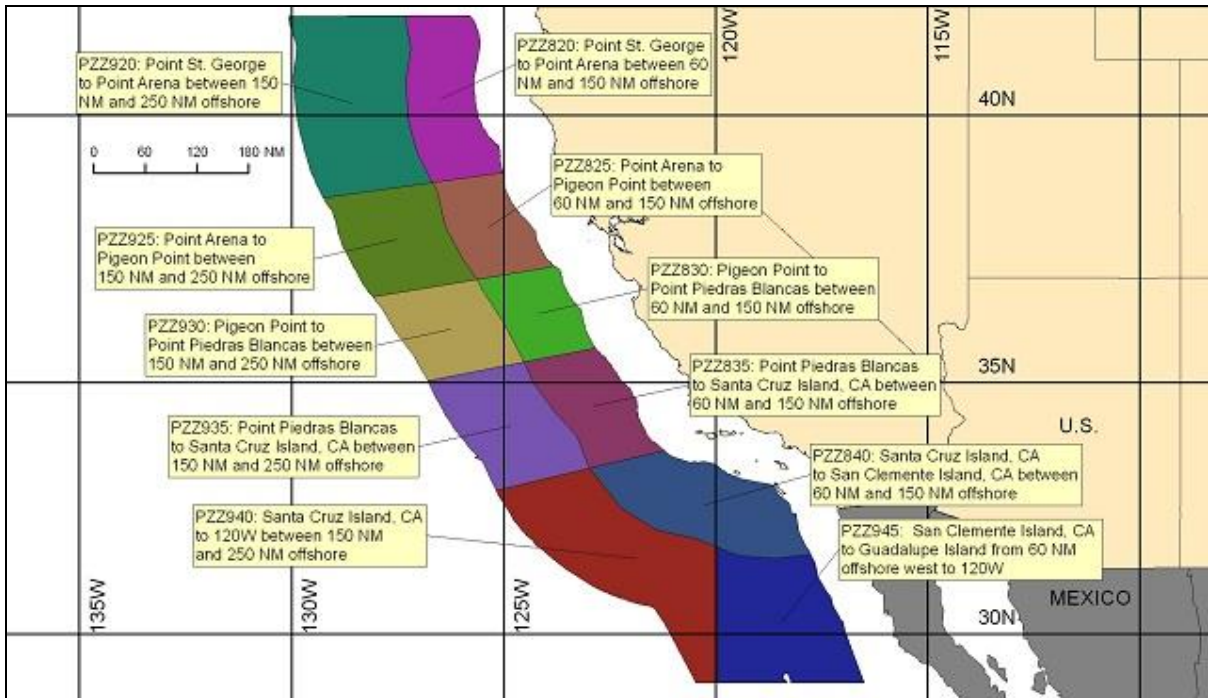 PZZ920: Point St. George
to Point Arena between 150
NM and 250 NM offshore
PZZ820: Point St. George
to Point Arena between 60
NM and 150 NM offshore
120W
115W
40N
0 60 120 180 NM
PZZ825: Point Arena to
Pigeon Point between
60 NM and 150 NM offshore
PZZ925: Point Arena to
Pigeon Point between
150 NM and 250 NM offshore
PZZ830: Pigeon Point to
Point Piedras Blancas between
60 NM and 150 NM offshore
PZZ930: Pigeon Point to
Point Piedras Blancas between
150 NM and 250 NM offshore
PZZ835: Point Piedras Blancas
to Santa Cruz Island, CA between
60 NM and 150 NM offshore
35N
PZZ935: Point Piedras Blancas
to Santa Cruz Island, CA between
150 NM and 250 NM offshore
U.S.
PZZ840: Santa Cruz Island, CA
to San Clemente Island, CA between
60 NM and 150 NM offshore
PZZ940: Santa Cruz Island, CA
to 120W between 150 NM
and 250 NM offshore
PZZ945: San Clemente Island, CA
to Guadalupe Island from 60 NM
offshore west to 120W
135W
130W
125W
MEXICO
30N